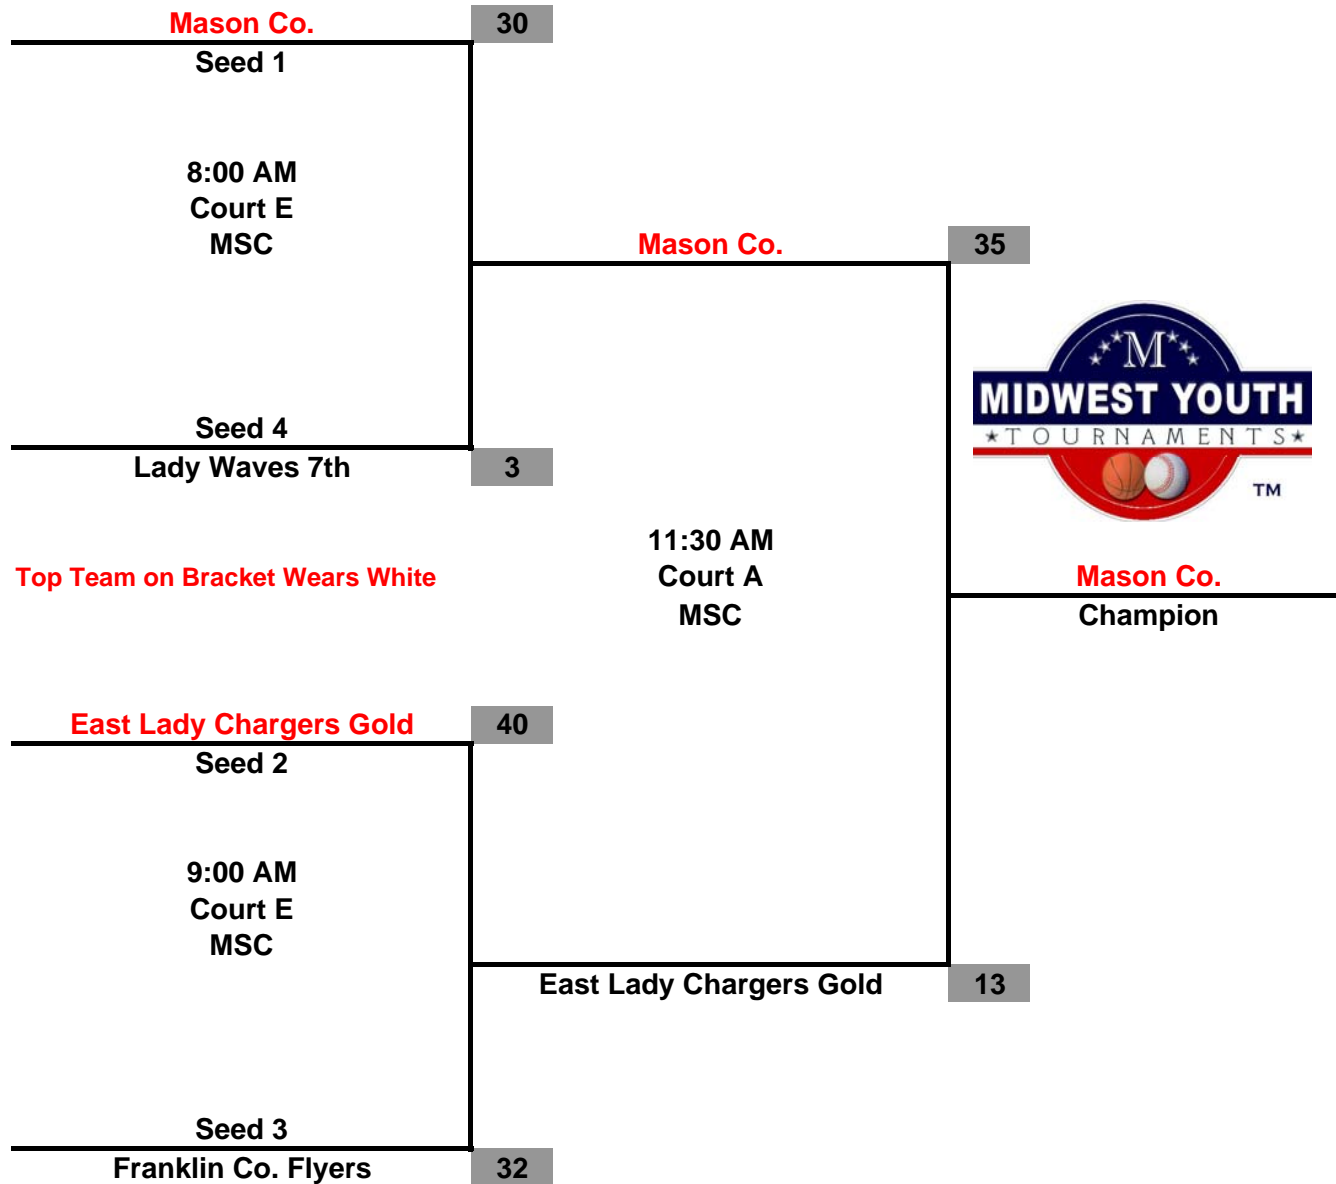 Mason Co. 30
Seed 1
8:00 AM
Court E
MSC
Mason Co. 35
M
MIDWEST YOUTH
TOURNAMENTS
TM
Seed 4
Lady Waves 7th 3
11:30 AM
Top Team on Bracket Wears White Court A Mason Co.
MSC Champion
East Lady Chargers Gold 40
Seed 2
9:00 AM
Court E
MSC
East Lady Chargers Gold 13
Seed 3
Franklin Co. Flyers 32